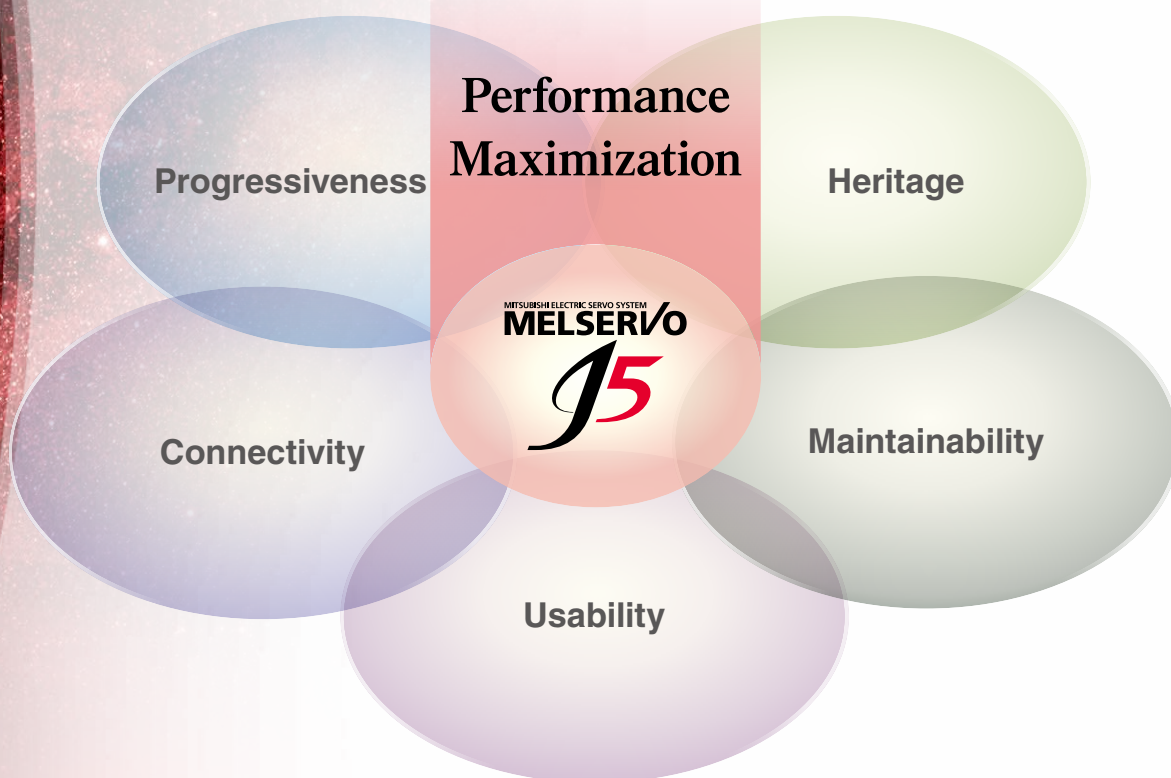 Performance
Maximization
Progressiveness
Heritage
MITSUBISHI ELECTRIC SERVO SYSTEM
MELSERVO
J5
Connectivity
Maintainability
Usability